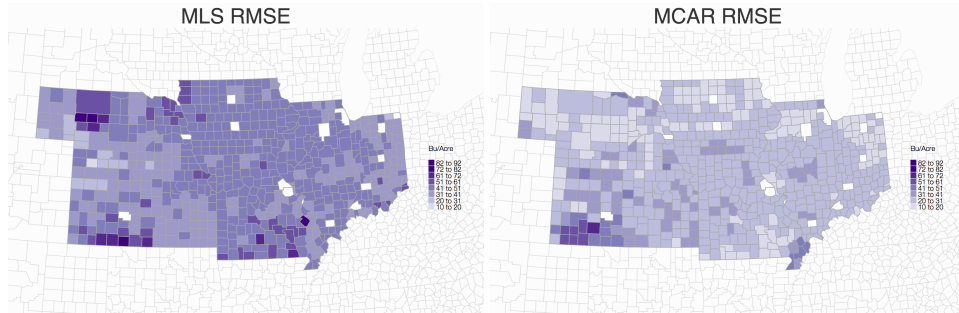 MLS RMSE
MCAR RMSE
Bu/Acre
82 to 92
72 to 82
61 to 72
51 to 61
41 to 51
31 to 41
20 to 31
10 to 20
Bu/Acre
82 to 92
72 to 82
61 to 72
51 to 61
41 to 51
31 to 41
20 to 31
10 to 20